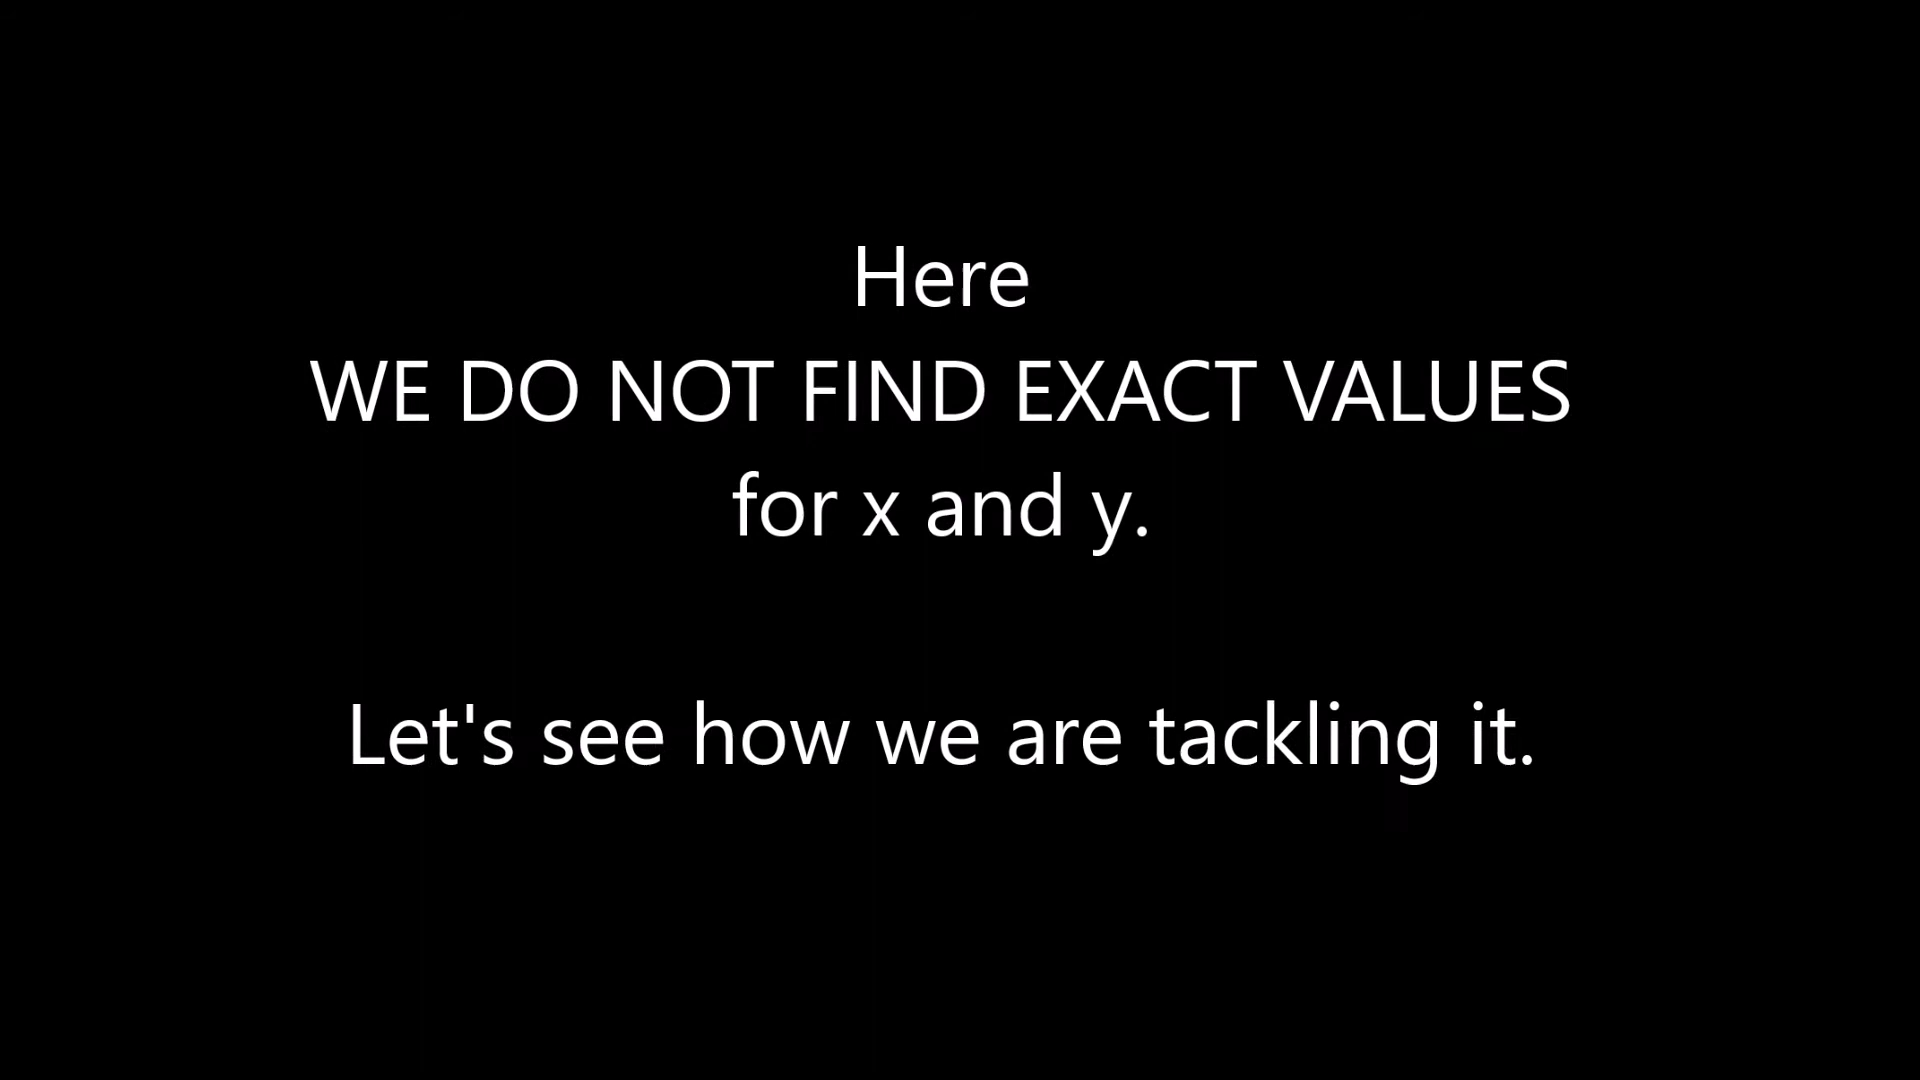 Here
WE DO NOT FIND EXACT VALUES
for x and y.
Let's see how we are tackling it.